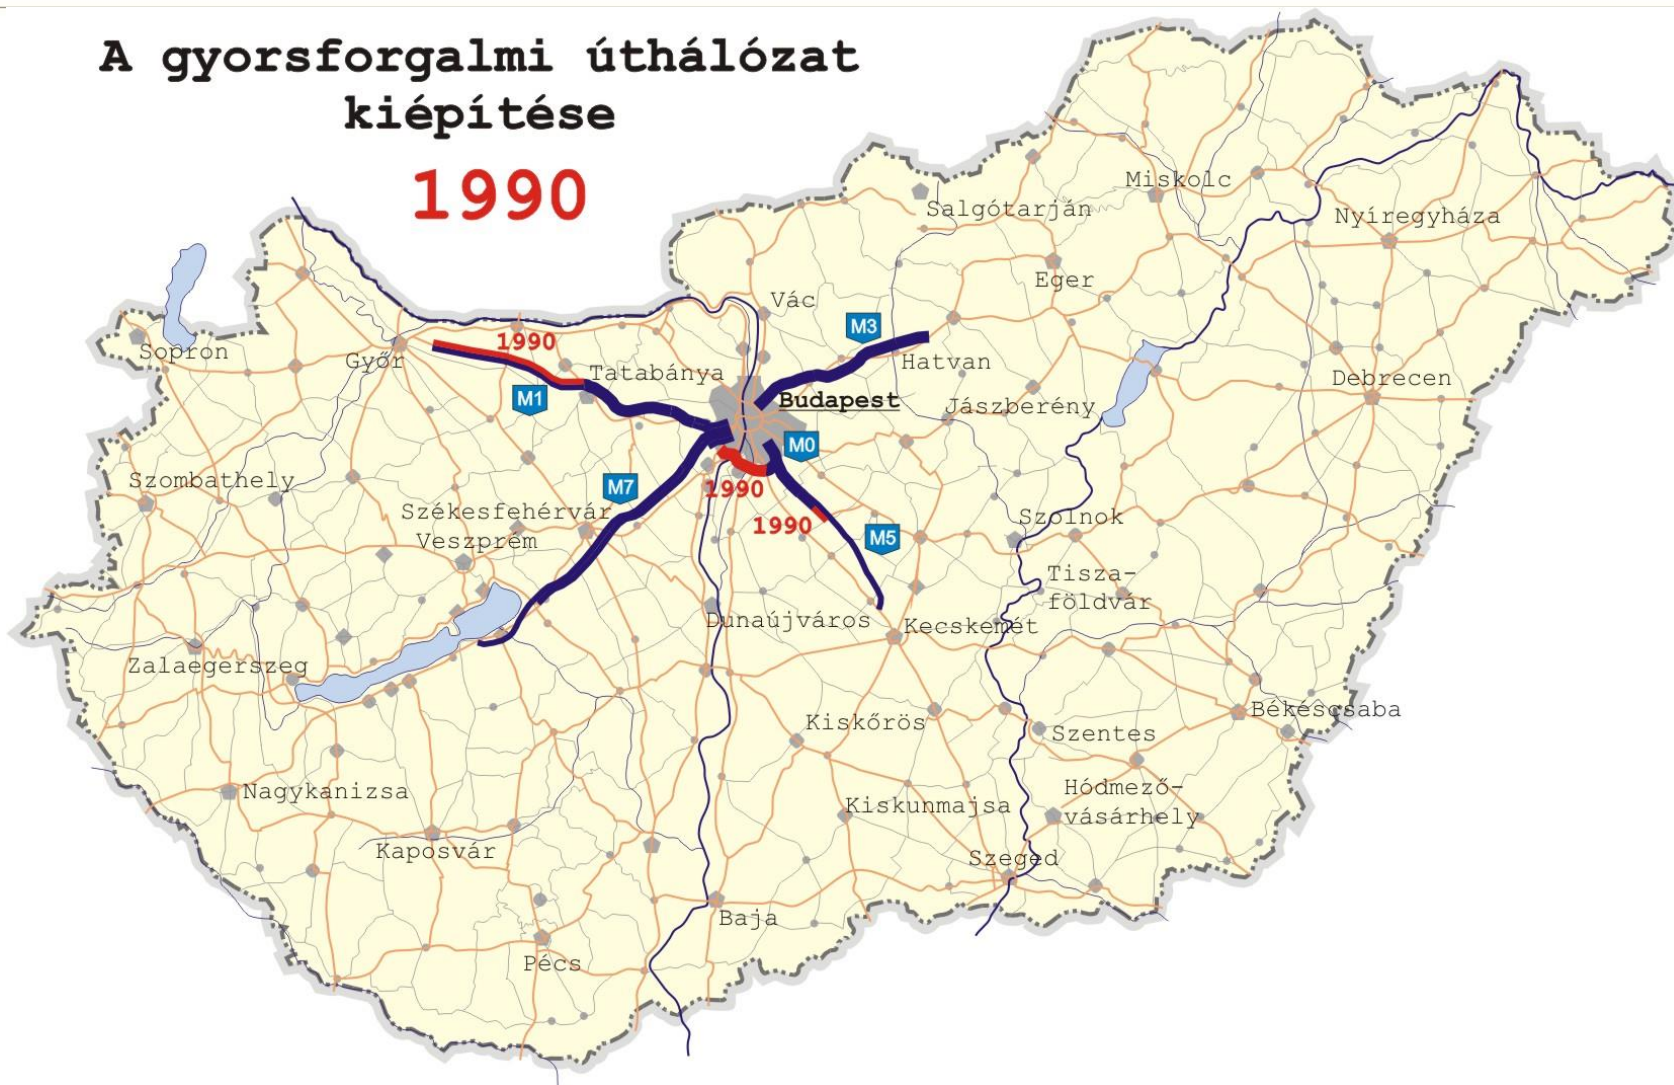 A gyorsforgalmi úthálózat
kiépítése
1990
Miskolc
Salgótarján
Nyíregyháza
Eger
Vác
M3
Sopron
Győr
1990
Tatabánya
Hatvan
Debrecen
M1
Budapest
Jászberény
M0
Szombathely
M7
1990
Székesfehérvár
Veszprém
1990
M5
Szolnok
Tisza-
földvár
Dunaújváros
Kecskemét
Zalaegerszeg
Kiskőrös
Békéscsaba
Szentes
Nagykanizsa
Hódmező-
vásárhely
Kiskunmajsa
Kaposvár
Szeged
Baja
Pécs